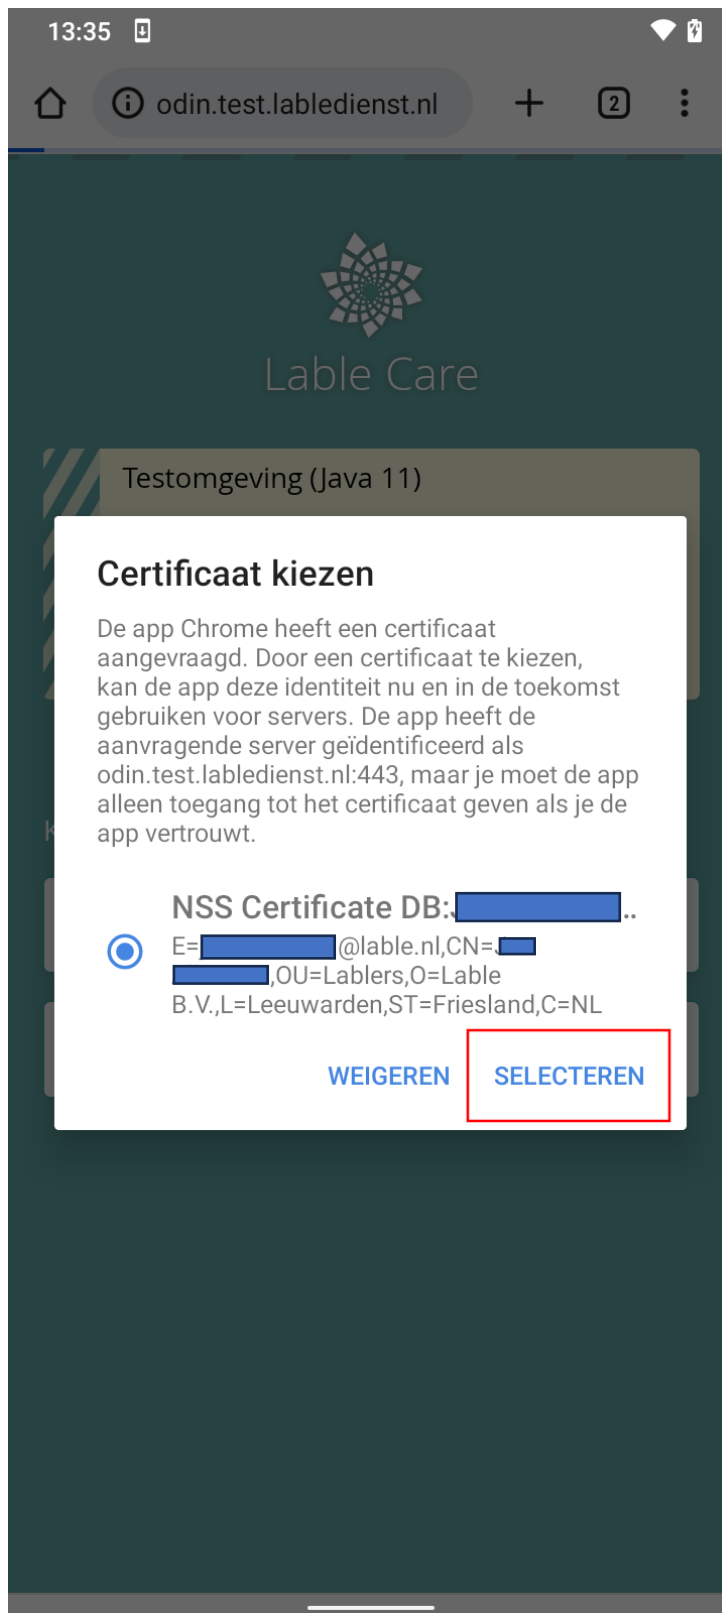 13:35
odin.test.labledienst.nl
2
Lable Care
Testomgeving (Java 11)
Certificaat kiezen
De app Chrome heeft een certificaat
aangevraagd. Door een certificaat te kiezen,
kan de app deze identiteit nu en in de toekomst
gebruiken voor servers. De app heeft de
aanvragende server geïdentificeerd als
odin.test.labledienst.nl:443, maar je moet de app
alleen toegang tot het certificaat geven als je de
app vertrouwt.
NSS Certificate DB:..
E=@lable.nl,CN=
,OU=Lablers,O=Lable
B.V.,L=Leeuwarden,ST=Friesland,C=NL
WEIGEREN
SELECTEREN